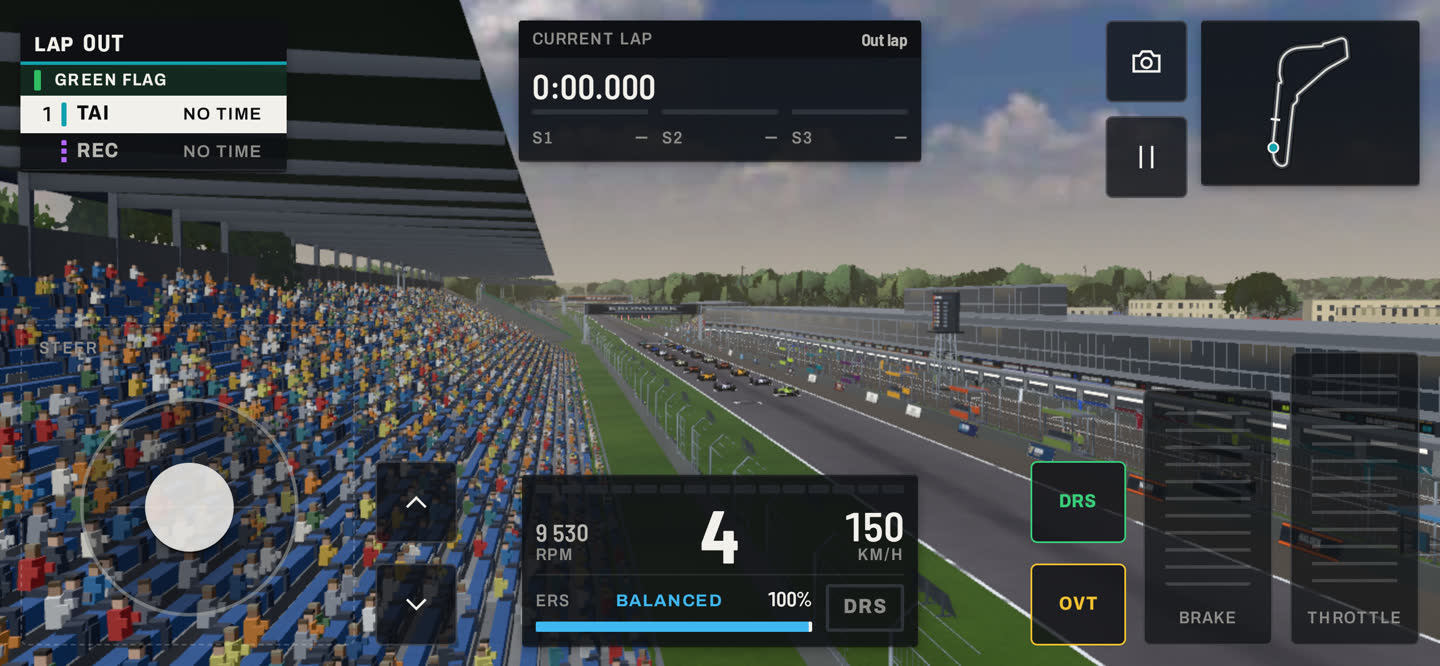 LAP OUT
GREEN FLAG
1 TAI NO TIME
REC NO TIME
CURRENT LAP Out lap
0:00.000
S1 — S2 — S3 —
STEER
KRONWERK
9 530
RPM
4
150
KM/H
ERS BALANCED 100% DRS
DRS
OVT
BRAKE
THROTTLE